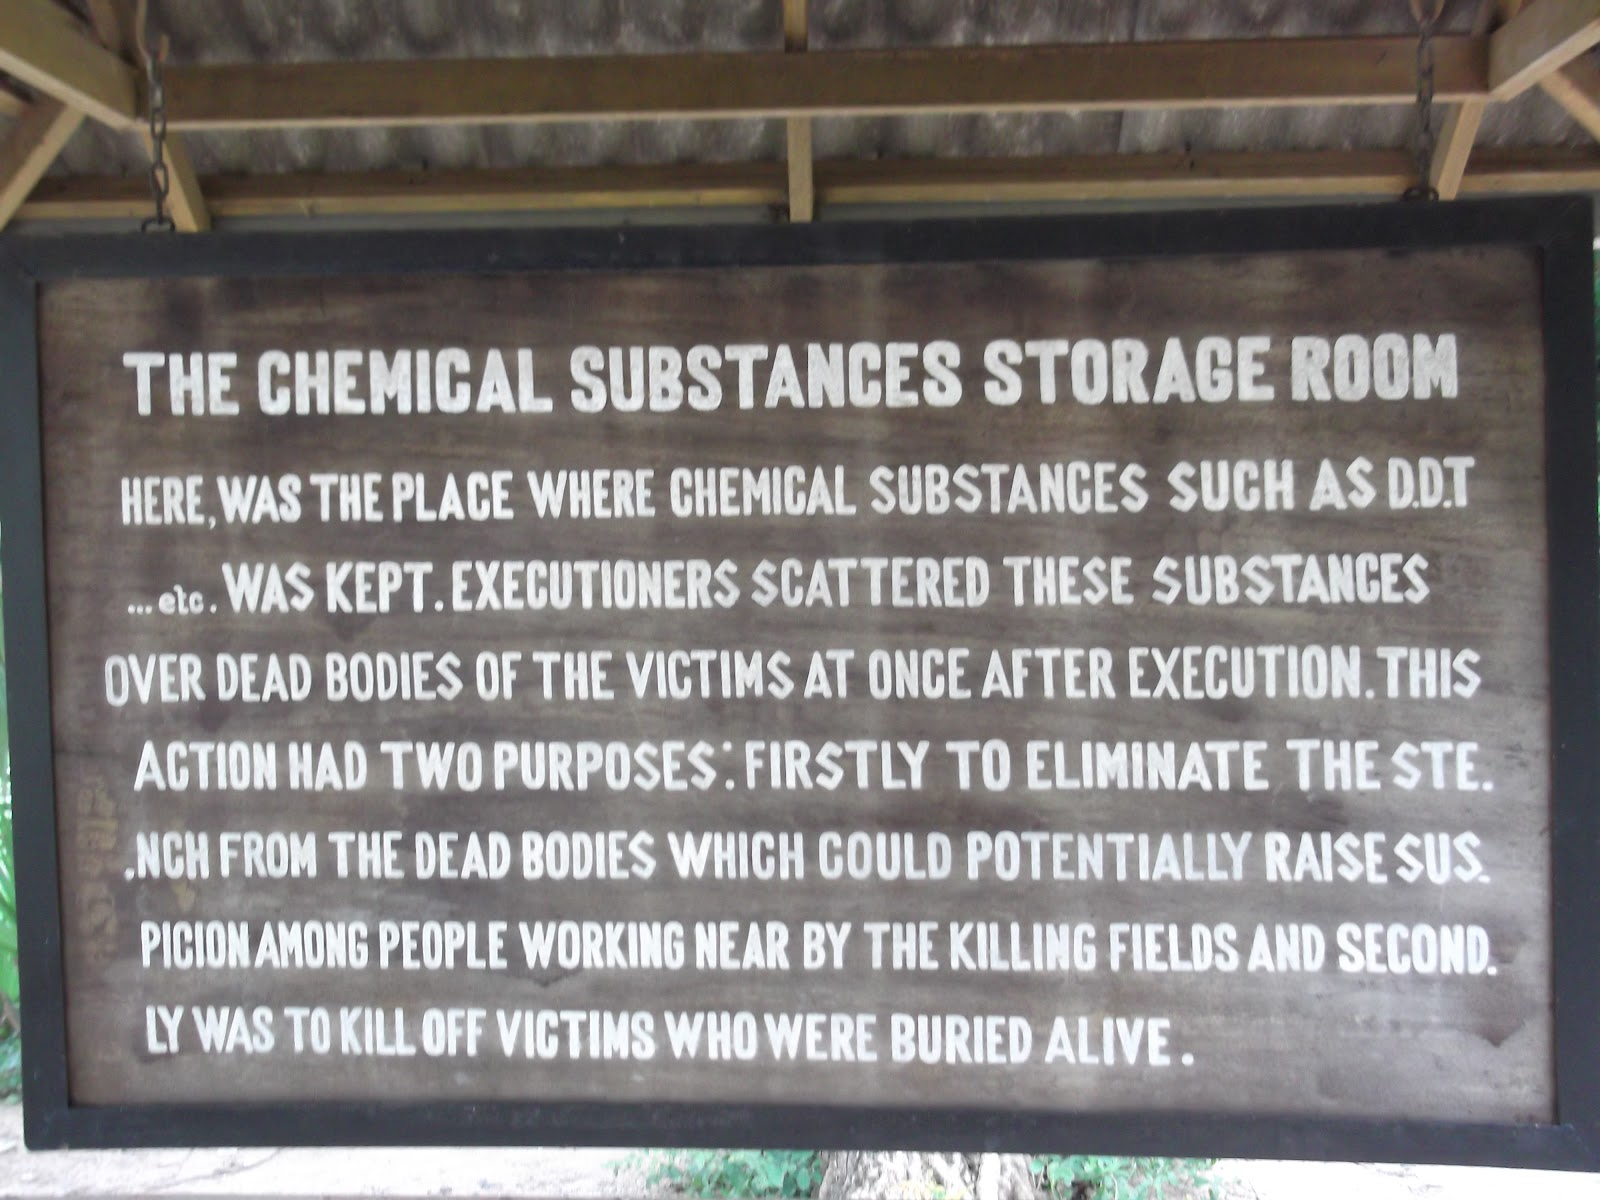 THE CHEMICAL SUBSTANCES STORAGE ROOM
HERE, WAS THE PLACE WHERE CHEMICAL SUBSTANCES SUCH AS D.D.T
...etc. WAS KEPT. EXECUTIONERS SCATTERED THESE SUBSTANCES
OVER DEAD BODIES OF THE VICTIMS AT ONCE AFTER EXECUTION. THIS
ACTION HAD TWO PURPOSES: FIRSTLY TO ELIMINATE THE STE.
.NCH FROM THE DEAD BODIES WHICH COULD POTENTIALLY RAISE SUS.
PICION AMONG PEOPLE WORKING NEAR BY THE KILLING FIELDS AND SECOND.
LY WAS TO KILL OFF VICTIMS WHO WERE BURIED ALIVE.